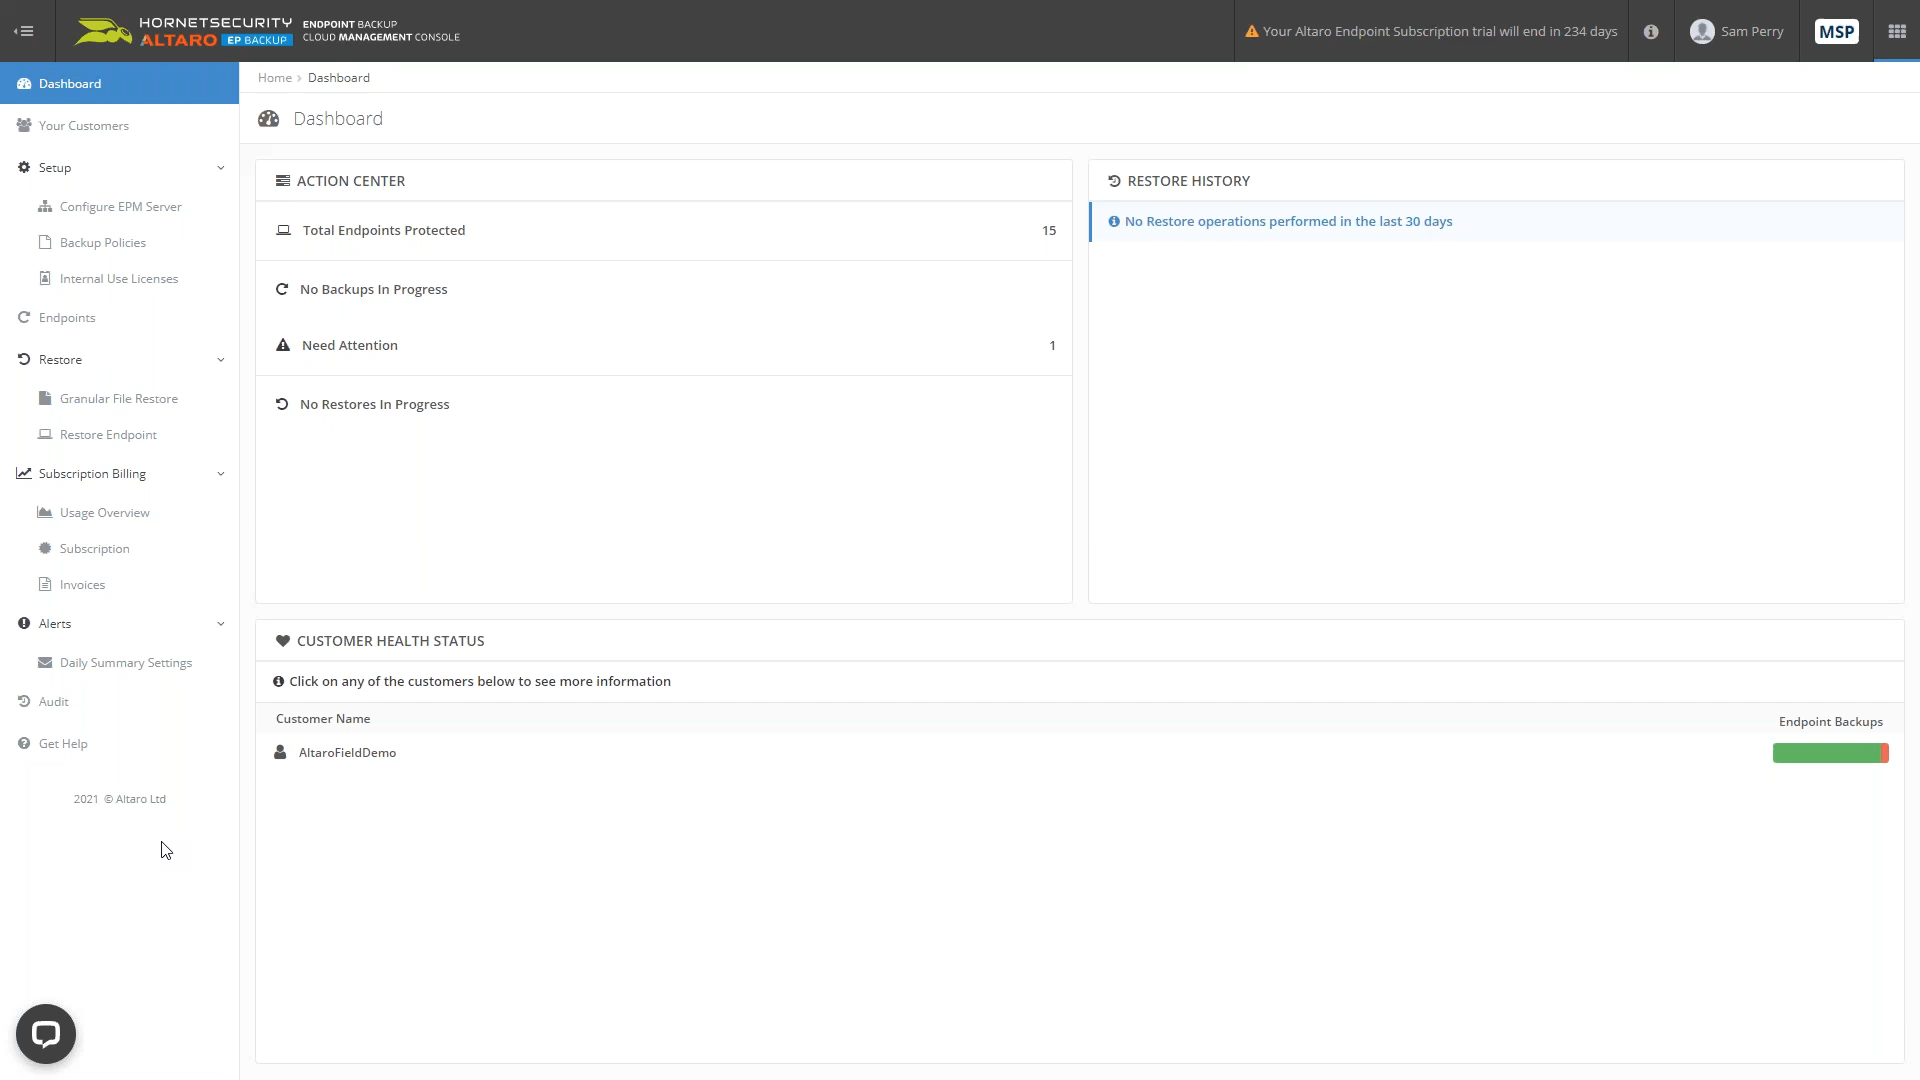 HORNETSECURITY
ALTARO EP BACKUP
ENDPOINT BACKUP
CLOUD MANAGEMENT CONSOLE
Your Altaro Endpoint Subscription trial will end in 234 days
Sam Perry
MSP
Dashboard
Your Customers
Setup
Configure EPM Server
Backup Policies
Internal Use Licenses
Endpoints
Restore
Granular File Restore
Restore Endpoint
Subscription Billing
Usage Overview
Subscription
Invoices
Alerts
Daily Summary Settings
Audit
Get Help
2021 © Altaro Ltd
Home › Dashboard
Dashboard
ACTION CENTER
Total Endpoints Protected 15
No Backups In Progress
Need Attention 1
No Restores In Progress
RESTORE HISTORY
No Restore operations performed in the last 30 days
CUSTOMER HEALTH STATUS
Click on any of the customers below to see more information
Customer Name Endpoint Backups
AltaroFieldDemo